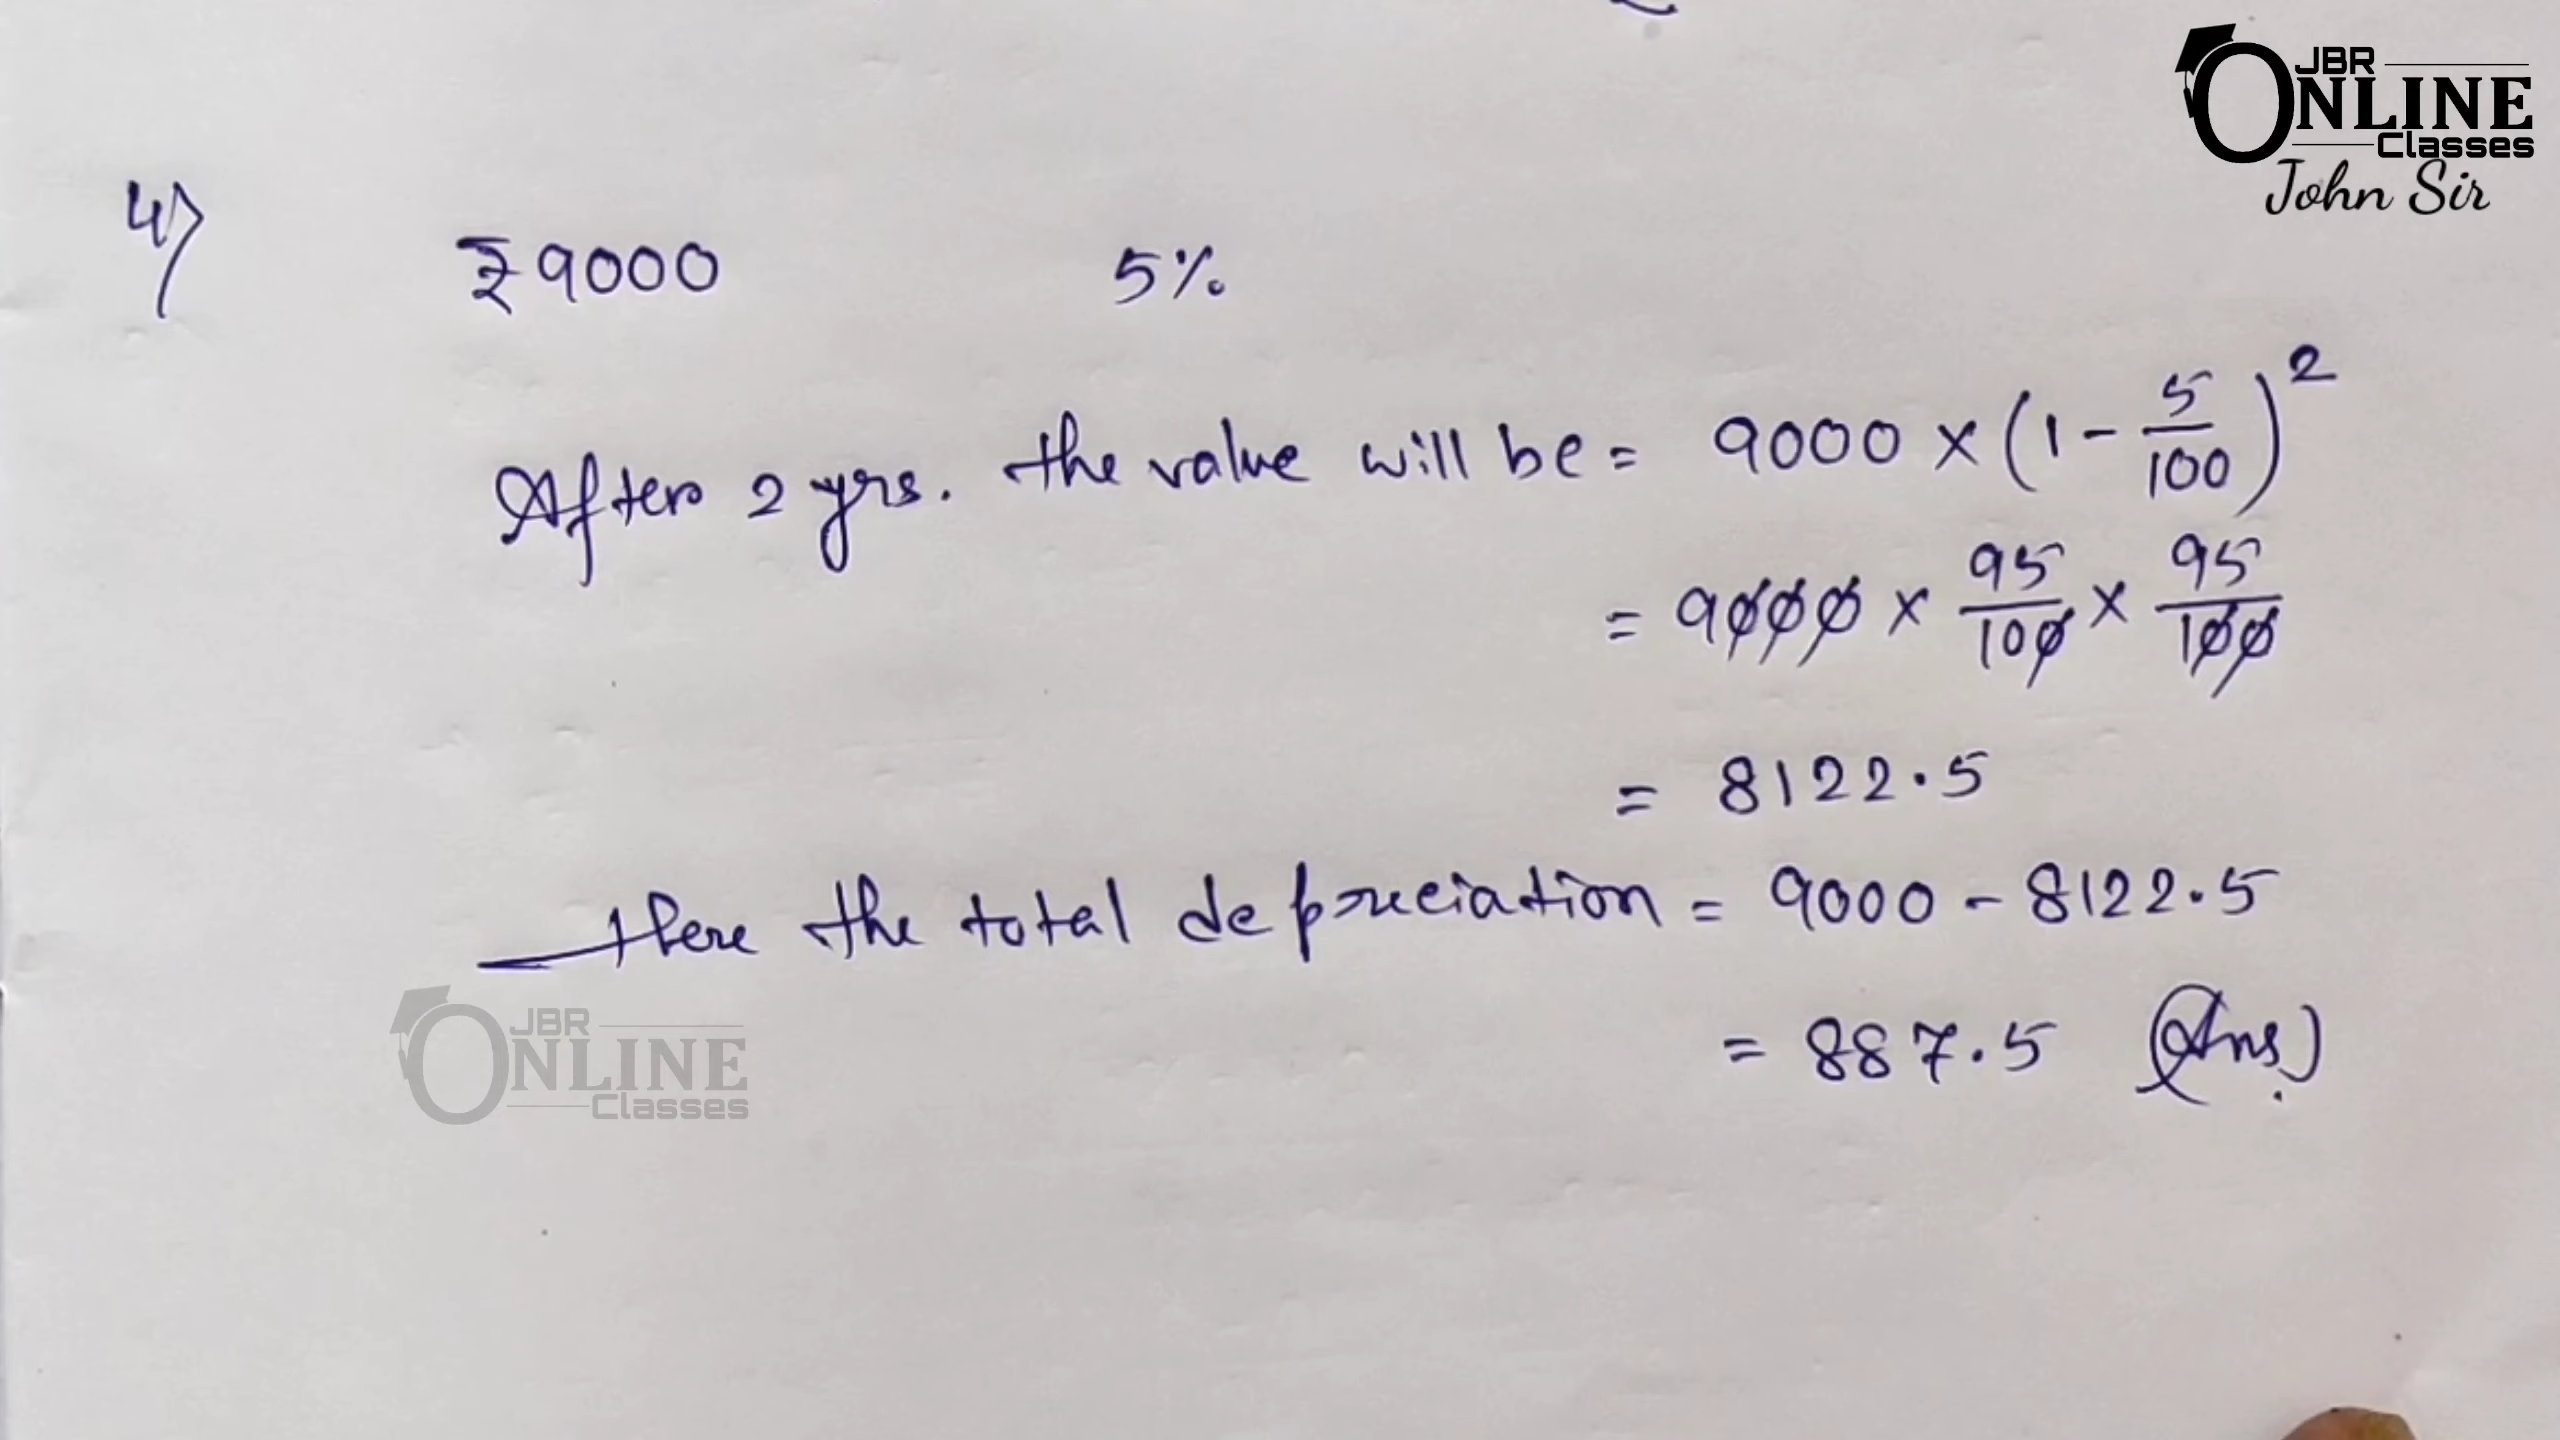 JBR
ONLINE
Classes
John Sir
4)
₹9000 5%
After 2 yrs. the value will be = 9000 × (1 - 5/100)²
= 9000 × 95/100 × 95/100
= 8122.5
Here the total depreciation = 9000 - 8122.5
= 887.5 (Ans.)
JBR
ONLINE
Classes